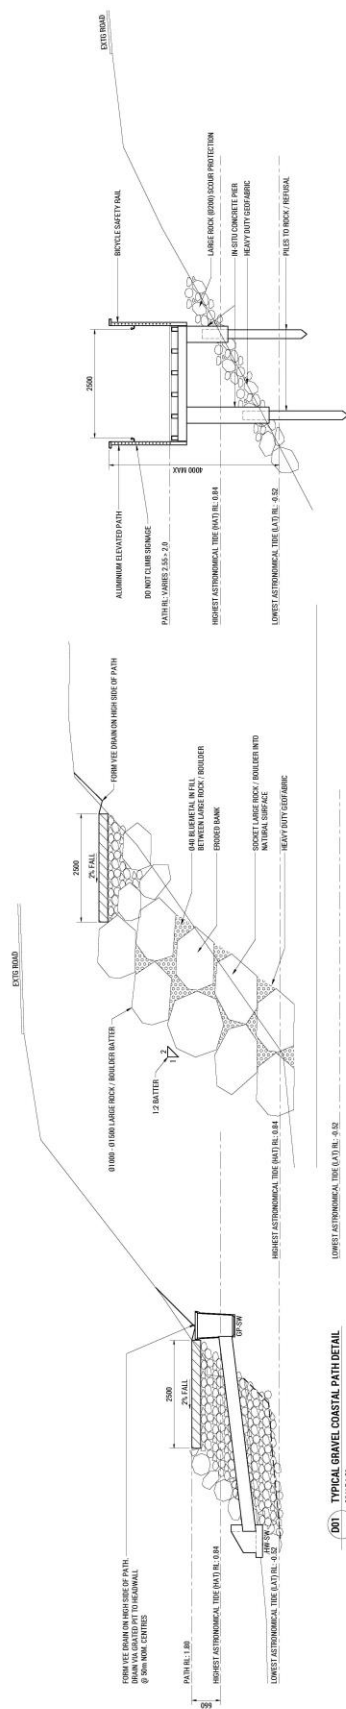 FORM VEE DRAIN ON HIGH SIDE OF PATH.
DRAIN VIA GRATED PIT TO HEADWALL
@ 50m NOM. CENTRES
PATH RL: 1.80
660
HIGHEST ASTRONOMICAL TIDE (HAT) RL: 0.84
LOWEST ASTRONOMICAL TIDE (LAT) RL: -0.52
HW-SW
GP-SW
2500
2% FALL
EXTG ROAD
D01 TYPICAL GRAVEL COASTAL PATH DETAIL
Ø1000 - Ø1500 LARGE ROCK / BOULDER BATTER
1:2 BATTER
1
2
2500
2% FALL
FORM VEE DRAIN ON HIGH SIDE OF PATH
Ø40 BLUEMETAL IN FILL
BETWEEN LARGE ROCK / BOULDER
ERODED BANK
SOCKET LARGE ROCK / BOULDER INTO
NATURAL SURFACE
HEAVY DUTY GEOFABRIC
HIGHEST ASTRONOMICAL TIDE (HAT) RL: 0.84
LOWEST ASTRONOMICAL TIDE (LAT) RL: -0.52
ALUMINIUM ELEVATED PATH
DO NOT CLIMB SIGNAGE
PATH RL: VARIES 2.55 > 2.0
HIGHEST ASTRONOMICAL TIDE (HAT) RL: 0.84
LOWEST ASTRONOMICAL TIDE (LAT) RL: -0.52
4000 MAX
2500
BICYCLE SAFETY RAIL
EXTG ROAD
LARGE ROCK (Ø200) SCOUR PROTECTION
IN-SITU CONCRETE PIER
HEAVY DUTY GEOFABRIC
PILES TO ROCK / REFUSAL